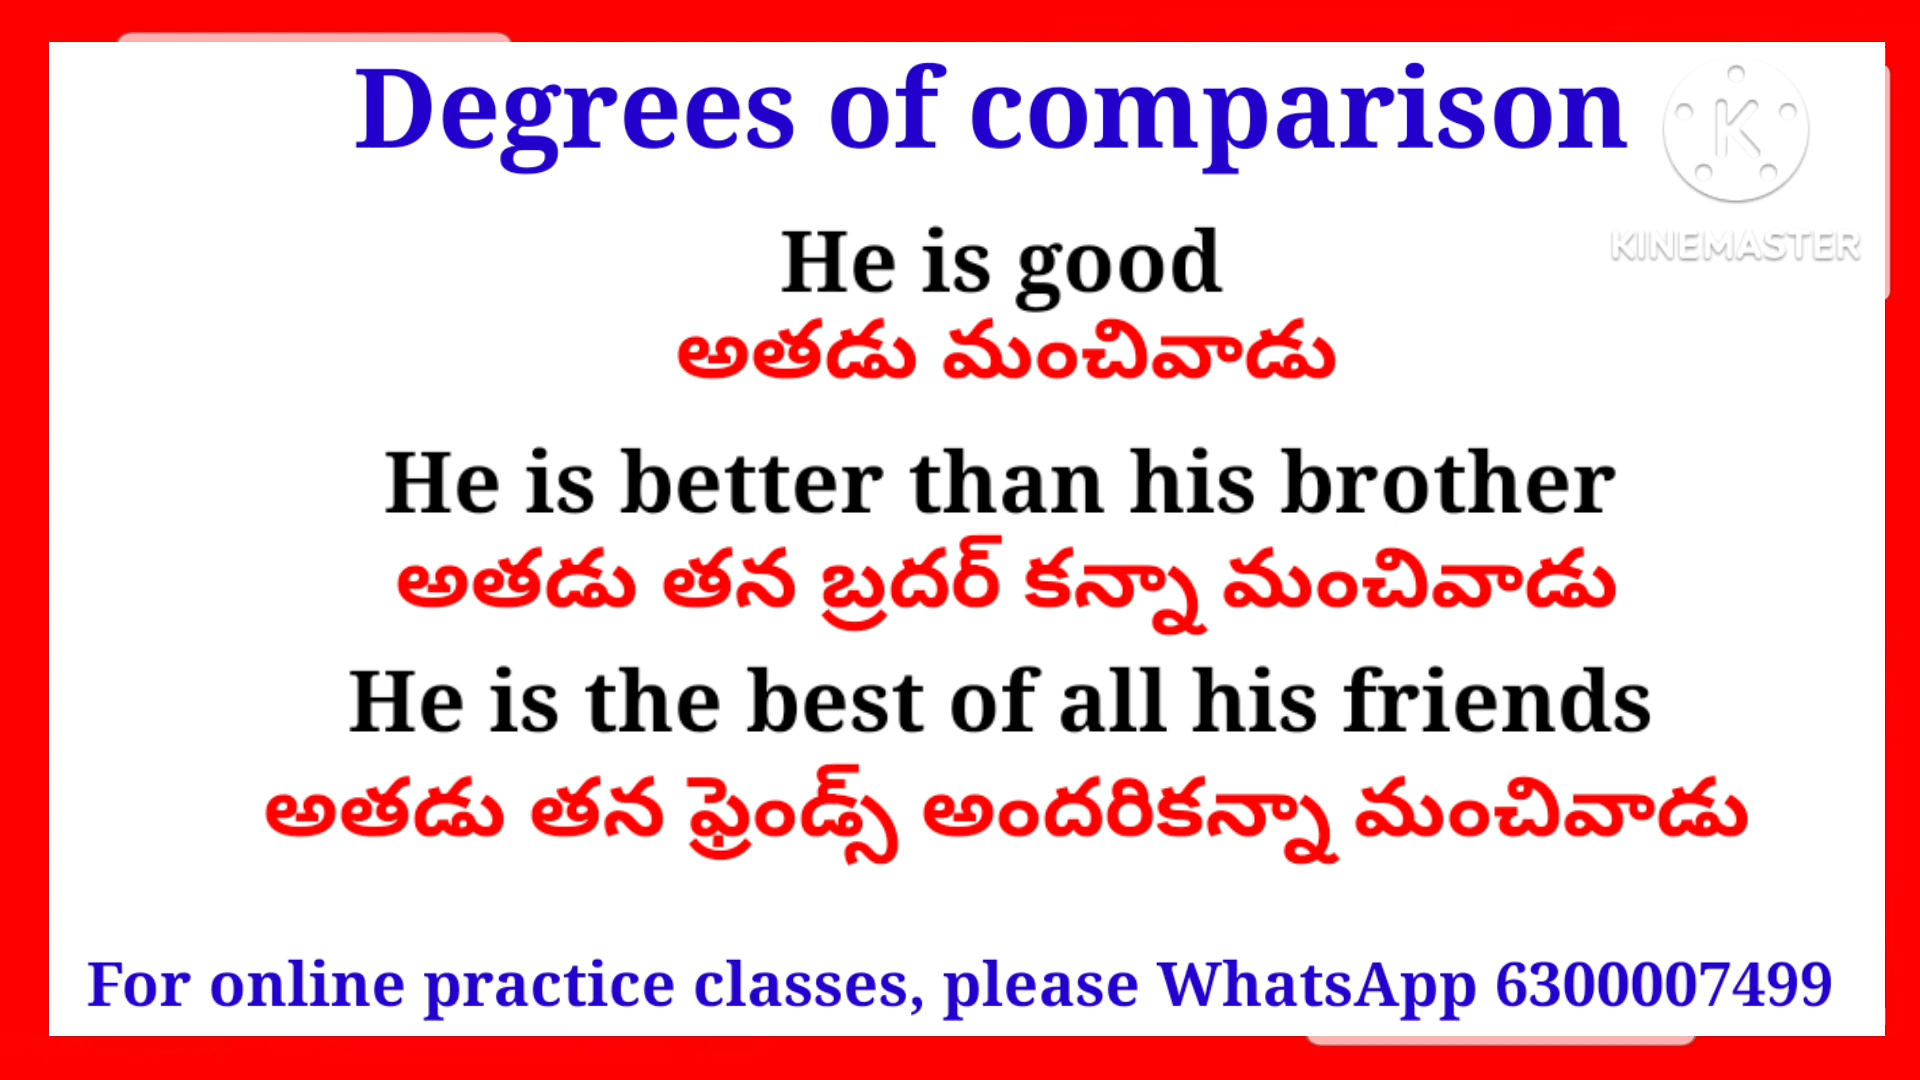 Degrees of comparison
He is good
KINEMASTER
అతడు మంచివాడు
He is better than his brother
అతడు తన బ్రదర్ కన్నా మంచివాడు
He is the best of all his friends
అతడు తన ఫ్రెండ్స్ అందరికన్నా మంచివాడు
For online practice classes, please WhatsApp 6300007499